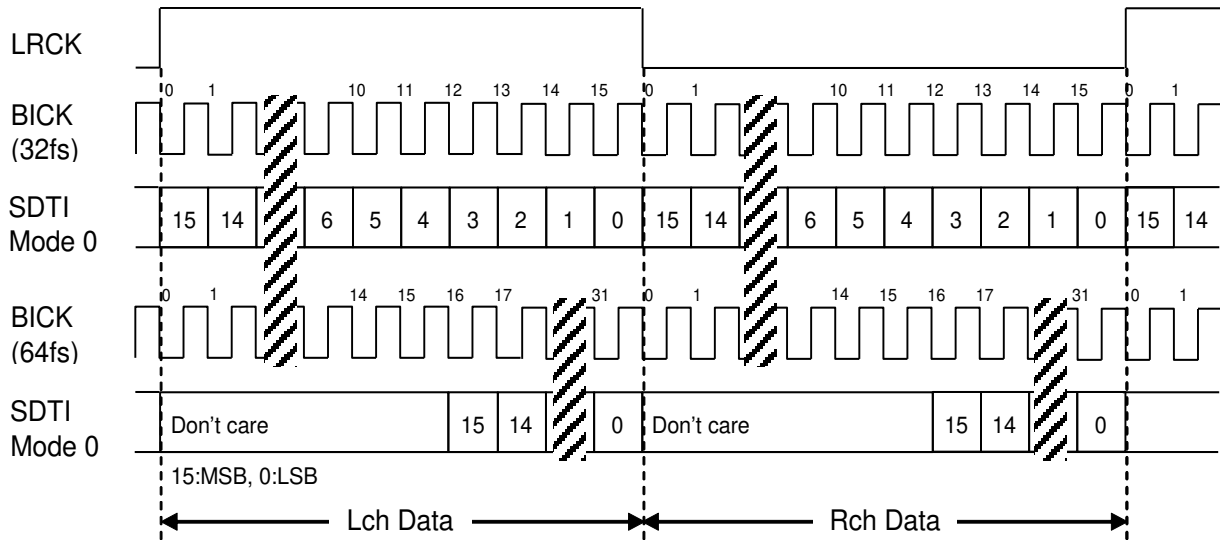 LRCK
0 1 10 11 12 13 14 15 0 1 10 11 12 13 14 15 0 1
BICK
(32fs)
SDTI
Mode 0
15 14 6 5 4 3 2 1 0 15 14 6 5 4 3 2 1 0 15 14
0 1 14 15 16 17 31 0 1 14 15 16 17 31 0 1
BICK
(64fs)
SDTI
Mode 0
Don't care 15 14 0 Don't care 15 14 0
15:MSB, 0:LSB
Lch Data Rch Data